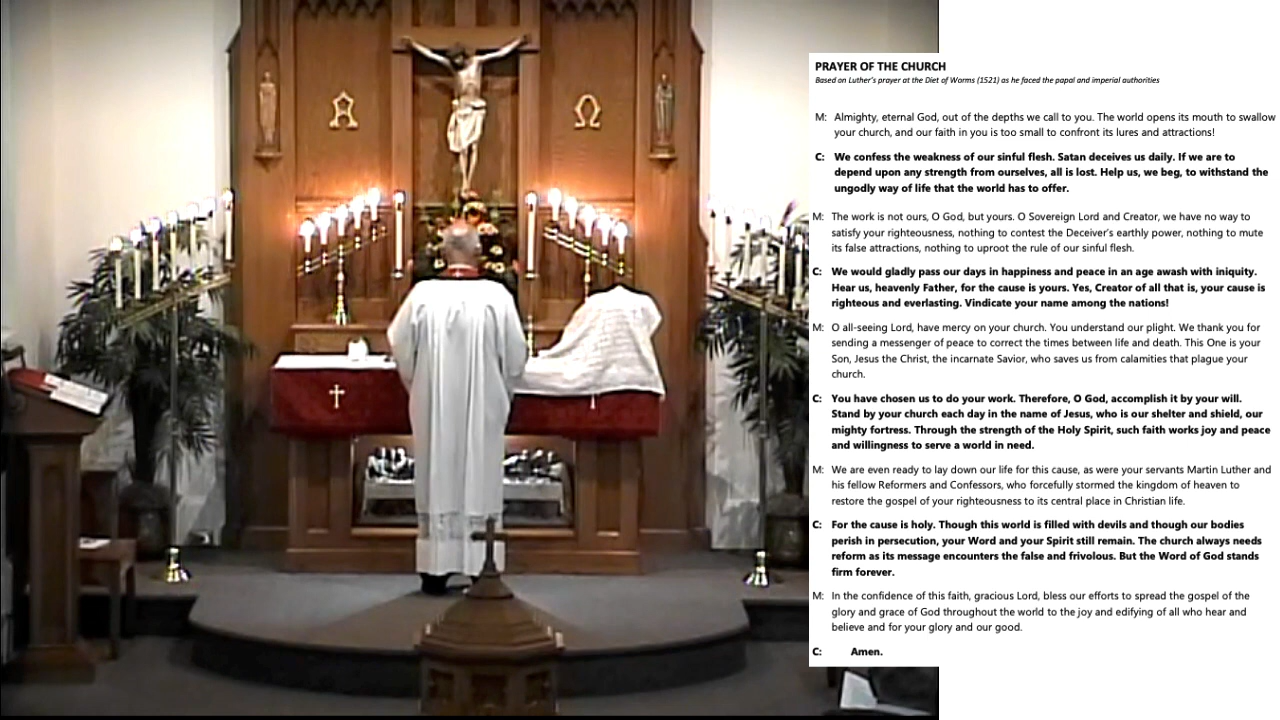 Α
Ω
PRAYER OF THE CHURCH
Based on Luther's prayer at the Diet of Worms (1521) as he faced the papal and imperial authorities
M: Almighty, eternal God, out of the depths we call to you. The world opens its mouth to swallow
your church, and our faith in you is too small to confront its lures and attractions!
C: We confess the weakness of our sinful flesh. Satan deceives us daily. If we are to
depend upon any strength from ourselves, all is lost. Help us, we beg, to withstand the
ungodly way of life that the world has to offer.
M: The work is not ours, O God, but yours. O Sovereign Lord and Creator, we have no way to
satisfy your righteousness, nothing to contest the Deceiver's earthly power, nothing to mute
its false attractions, nothing to uproot the rule of our sinful flesh.
C: We would gladly pass our days in happiness and peace in an age awash with iniquity.
Hear us, heavenly Father, for the cause is yours. Yes, Creator of all that is, your cause is
righteous and everlasting. Vindicate your name among the nations!
M: O all-seeing Lord, have mercy on your church. You understand our plight. We thank you for
sending a messenger of peace to correct the times between life and death. This One is your
Son, Jesus the Christ, the incarnate Savior, who saves us from calamities that plague your
church.
C: You have chosen us to do your work. Therefore, O God, accomplish it by your will.
Stand by your church each day in the name of Jesus, who is our shelter and shield, our
mighty fortress. Through the strength of the Holy Spirit, such faith works joy and peace
and willingness to serve a world in need.
M: We are even ready to lay down our life for this cause, as were your servants Martin Luther and
his fellow Reformers and Confessors, who forcefully stormed the kingdom of heaven to
restore the gospel of your righteousness to its central place in Christian life.
C: For the cause is holy. Though this world is filled with devils and though our bodies
perish in persecution, your Word and your Spirit still remain. The church always needs
reform as its message encounters the false and frivolous. But the Word of God stands
firm forever.
M: In the confidence of this faith, gracious Lord, bless our efforts to spread the gospel of the
glory and grace of God throughout the world to the joy and edifying of all who hear and
believe and for your glory and our good.
C: Amen.